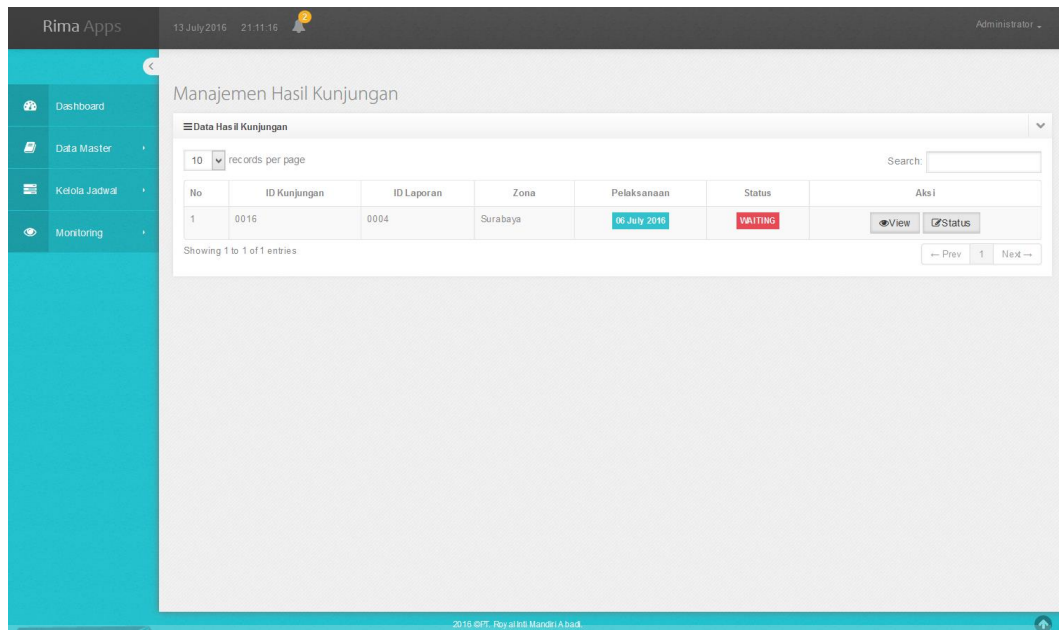 Rima Apps
13 July 2016 21:11:16 2
Administrator
Dashboard
Data Master
Kelola Jadwal
Monitoring
Manajemen Hasil Kunjungan
Data Hasil Kunjungan
10 records per page
Search:
No ID Kunjungan ID Laporan Zona Pelaksanaan Status Aksi
1 0016 0004 Surabaya 06 July 2016 WAITING View Status
Showing 1 to 1 of 1 entries
← Prev 1 Next →
2016 ©PT. Royal Inti Mandiri Abadi.